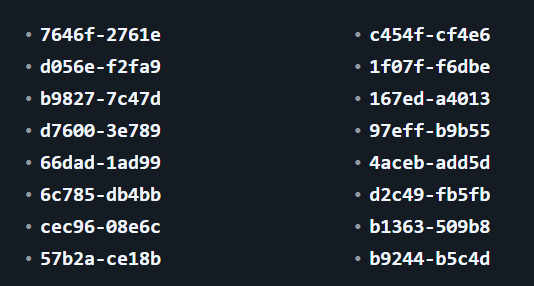 7646f-2761e
d056e-f2fa9
b9827-7c47d
d7600-3e789
66dad-1ad99
6c785-db4bb
cec96-08e6c
57b2a-ce18b
c454f-cf4e6
1f07f-f6dbe
167ed-a4013
97eff-b9b55
4aceb-add5d
d2c49-fb5fb
b1363-509b8
b9244-b5c4d